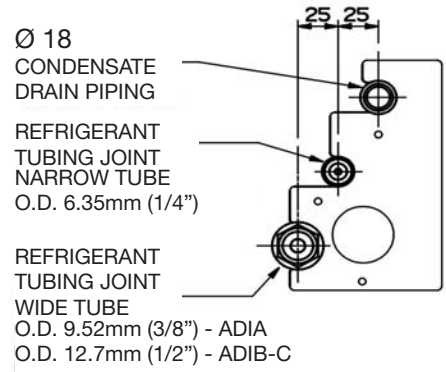 25 25
Ø 18
CONDENSATE
DRAIN PIPING
REFRIGERANT
TUBING JOINT
NARROW TUBE
O.D. 6.35mm (1/4”)
REFRIGERANT
TUBING JOINT
WIDE TUBE
O.D. 9.52mm (3/8”) - ADIA
O.D. 12.7mm (1/2”) - ADIB-C